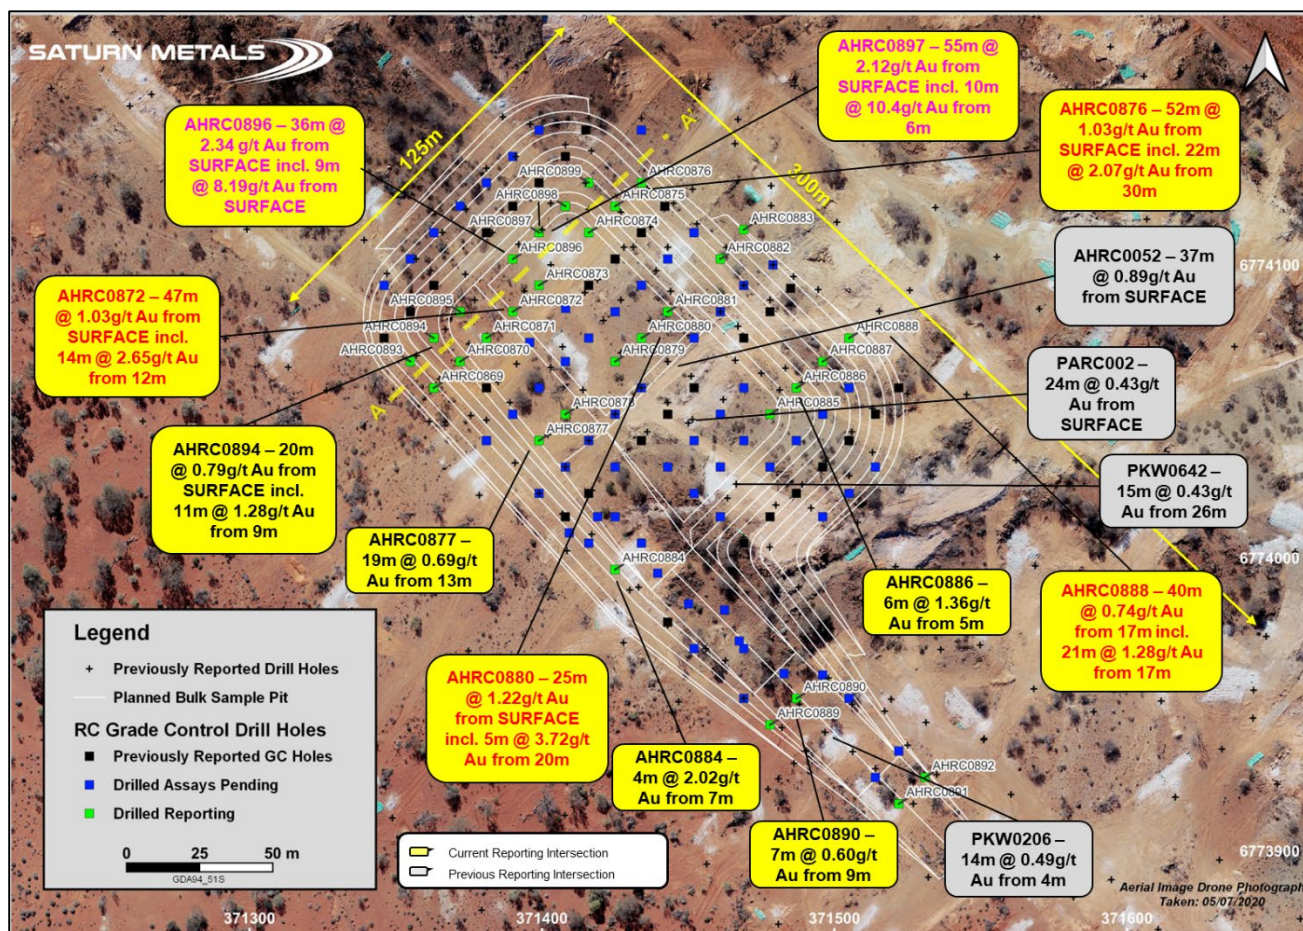 SATURN METALS
AHRC0897 – 55m @
2.12g/t Au from
SURFACE incl. 10m
@ 10.4g/t Au from
6m
AHRC0896 – 36m @
2.34 g/t Au from
SURFACE incl. 9m
@ 8.19g/t Au from
SURFACE
AHRC0876 – 52m @
1.03g/t Au from
SURFACE incl. 22m
@ 2.07g/t Au from
30m
125m
300m
A'
AHRC0899
AHRC0876
AHRC0898
AHRC0875
AHRC0897
AHRC0874
AHRC0883
AHRC0896
AHRC0882
AHRC0873
AHRC0052 – 37m
@ 0.89g/t Au
from SURFACE
6774100
AHRC0872 – 47m
@ 1.03g/t Au from
SURFACE incl.
14m @ 2.65g/t Au
from 12m
AHRC0895
AHRC0872
AHRC0881
AHRC0894
AHRC0871
AHRC0880
AHRC0888
AHRC0893
AHRC0870
AHRC0879
AHRC0887
AHRC0869
AHRC0886
A
AHRC0878
AHRC0885
AHRC0877
PARC002 –
24m @ 0.43g/t
Au from
SURFACE
AHRC0894 – 20m
@ 0.79g/t Au from
SURFACE incl.
11m @ 1.28g/t Au
from 9m
PKW0642 –
15m @ 0.43g/t
Au from 26m
AHRC0877 –
19m @ 0.69g/t
Au from 13m
AHRC0884
6774000
AHRC0886 –
6m @ 1.36g/t
Au from 5m
AHRC0888 – 40m
@ 0.74g/t Au
from 17m incl.
21m @ 1.28g/t Au
from 17m
Legend
Previously Reported Drill Holes
Planned Bulk Sample Pit
RC Grade Control Drill Holes
Previously Reported GC Holes
Drilled Assays Pending
Drilled Reporting
0 25 50 m
GDA94_51S
AHRC0880 – 25m
@ 1.22g/t Au
from SURFACE
incl. 5m @ 3.72g/t
Au from 20m
AHRC0890
AHRC0889
AHRC0884 –
4m @ 2.02g/t
Au from 7m
AHRC0892
AHRC0891
AHRC0890 –
7m @ 0.60g/t
Au from 9m
PKW0206 –
14m @ 0.49g/t
Au from 4m
Current Reporting Intersection
Previous Reporting Intersection
6773900
Aerial Image Drone Photograph
Taken: 05/07/2020
371300
371400
371500
371600